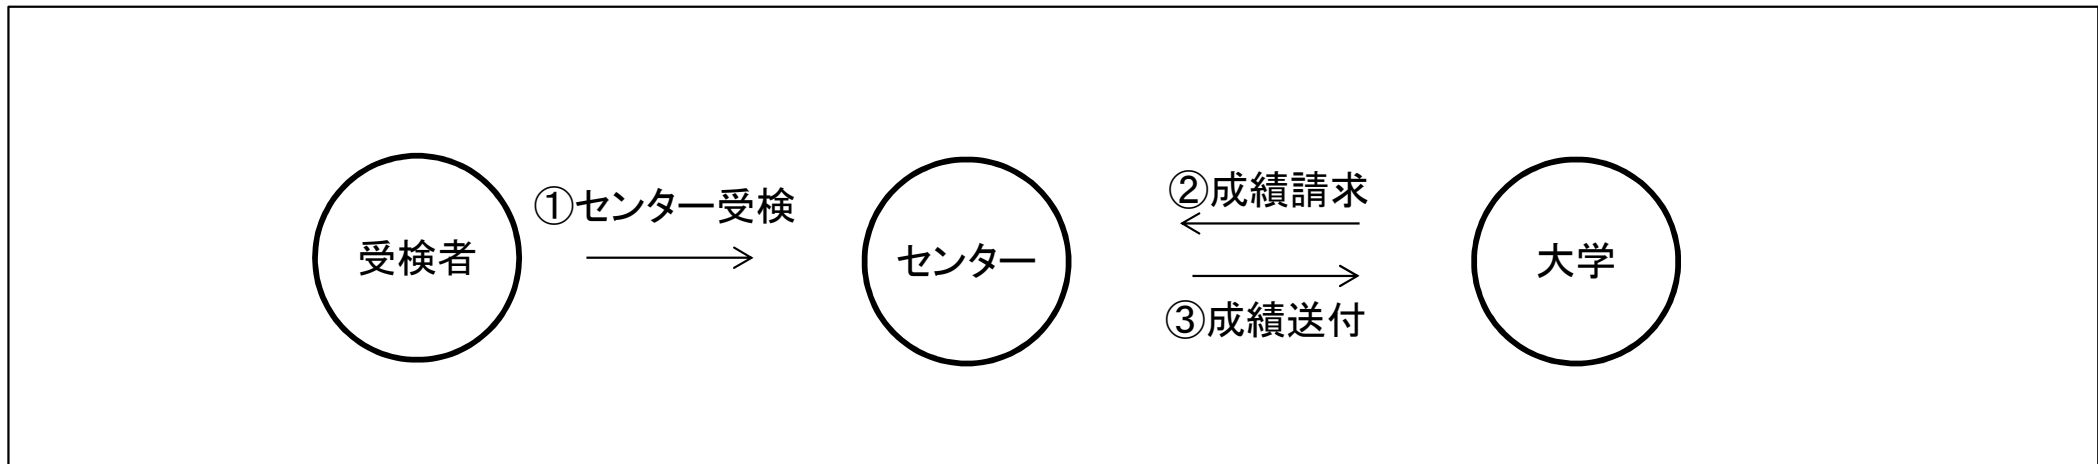 受検者
①センター受検
センター
②成績請求
③成績送付
大学